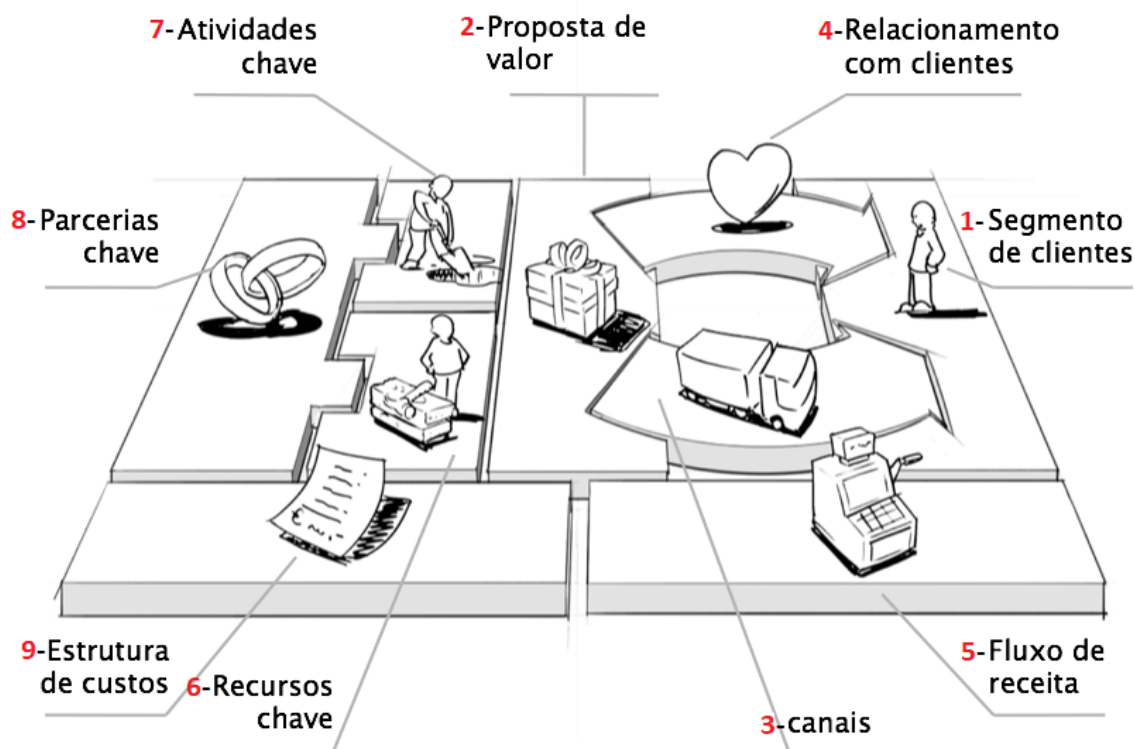 7-Atividades
chave
2-Proposta de
valor
4-Relacionamento
com clientes
8-Parcerias
chave
1-Segmento
de clientes
9-Estrutura
de custos
6-Recursos
chave
3-canais
5-Fluxo de
receita